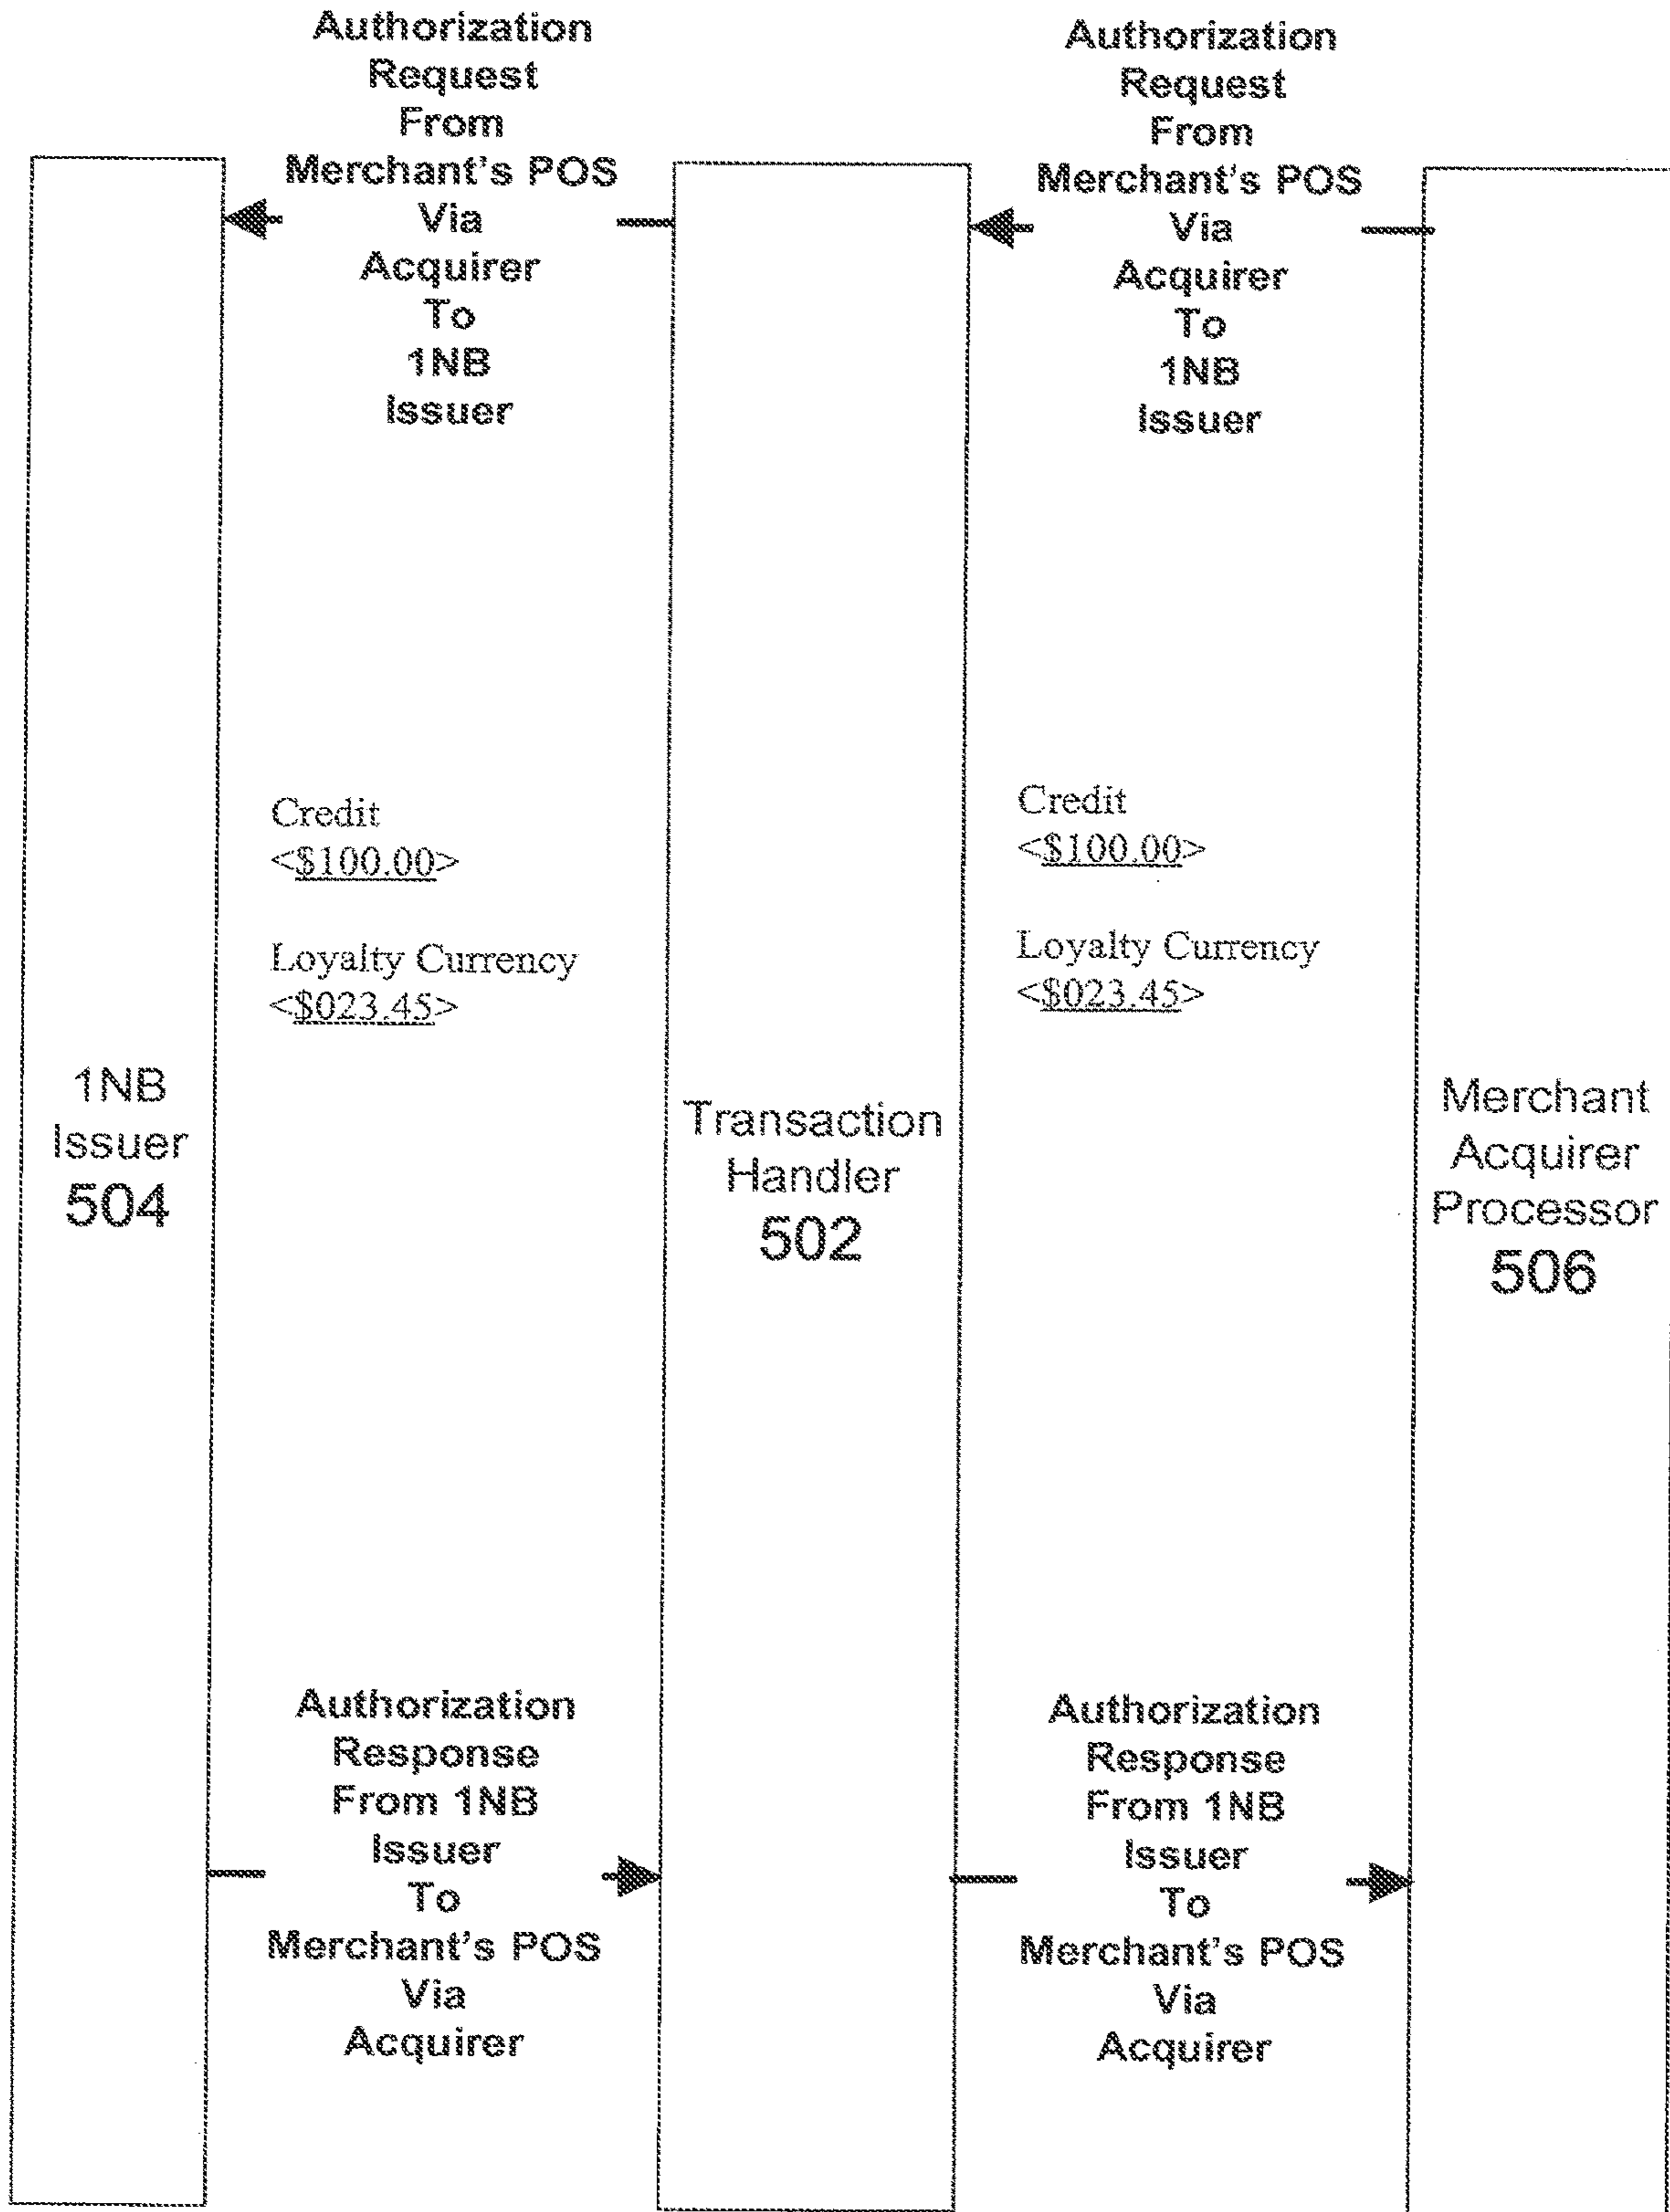 Authorization
Request
From
Merchant's POS
Via
Acquirer
To
1NB
Issuer
Authorization
Request
From
Merchant's POS
Via
Acquirer
To
1NB
Issuer
Credit
<$100.00>
Loyalty Currency
<$023.45>
Credit
<$100.00>
Loyalty Currency
<$023.45>
1NB
Issuer
504
Transaction
Handler
502
Merchant
Acquirer
Processor
506
Authorization
Response
From 1NB
Issuer
To
Merchant's POS
Via
Acquirer
Authorization
Response
From 1NB
Issuer
To
Merchant's POS
Via
Acquirer